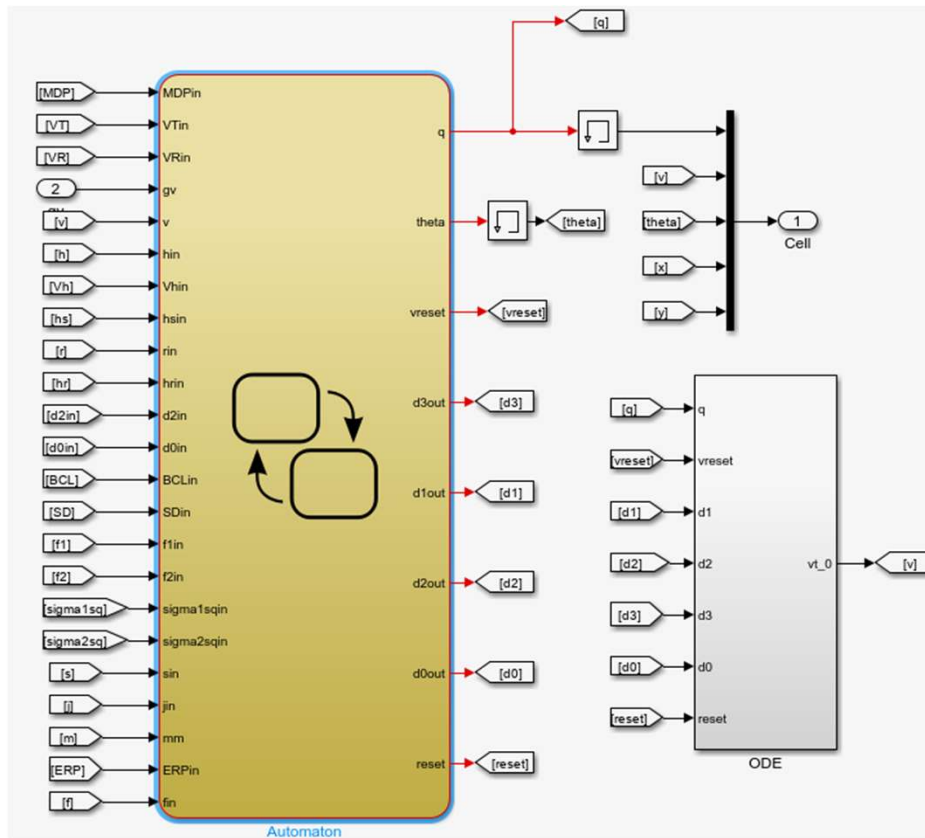 [q]
[MDP] MDPin
[VT] VTin
q
[VR] VRin
2 gv
[v]
[v] v
theta
[theta]
[theta]
1
[h] hin
Cell
[Vh] Vhin
[x]
[hs] hsin
vreset
[vreset]
[y]
[r] rin
[hr] hrin
d3out
[d3]
[q] q
[d2in] d2in
[d0in] d0in
[vreset] vreset
[BCL] BCLin
d1out
[d1]
[SD] SDin
[d1] d1
[f1] f1in
[d2] d2
vt_0
[v]
[f2] f2in
d2out
[d2]
[sigma1sq] sigma1sqin
[d3] d3
[sigma2sq] sigma2sqin
[s] sin
d0out
[d0]
[d0] d0
[j] jin
[reset] reset
[m] mm
[ERP] ERPin
reset
[reset]
ODE
[f] fin
Automaton